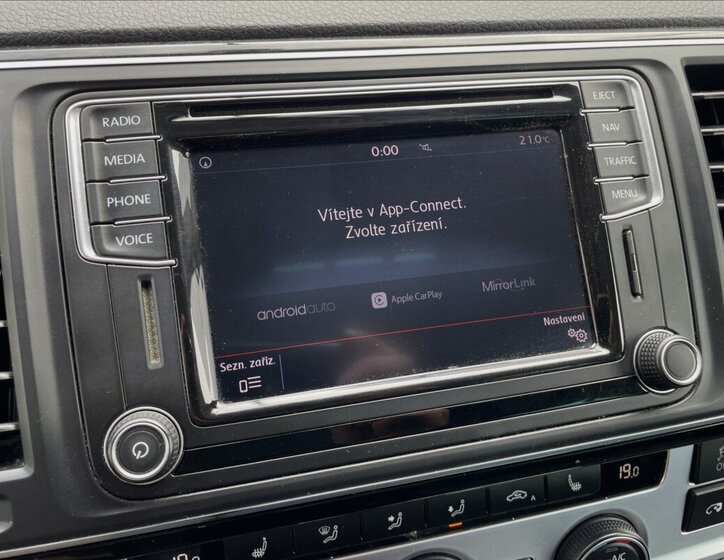 RADIO
MEDIA
PHONE
VOICE
EJECT
NAV
TRAFFIC
MENU
0:00
21.0°C
Vítejte v App-Connect.
Zvolte zařízení.
androidauto
Apple CarPlay
MirrorLink
Sezn. zaříz.
Nastavení
19.0
A
A/C